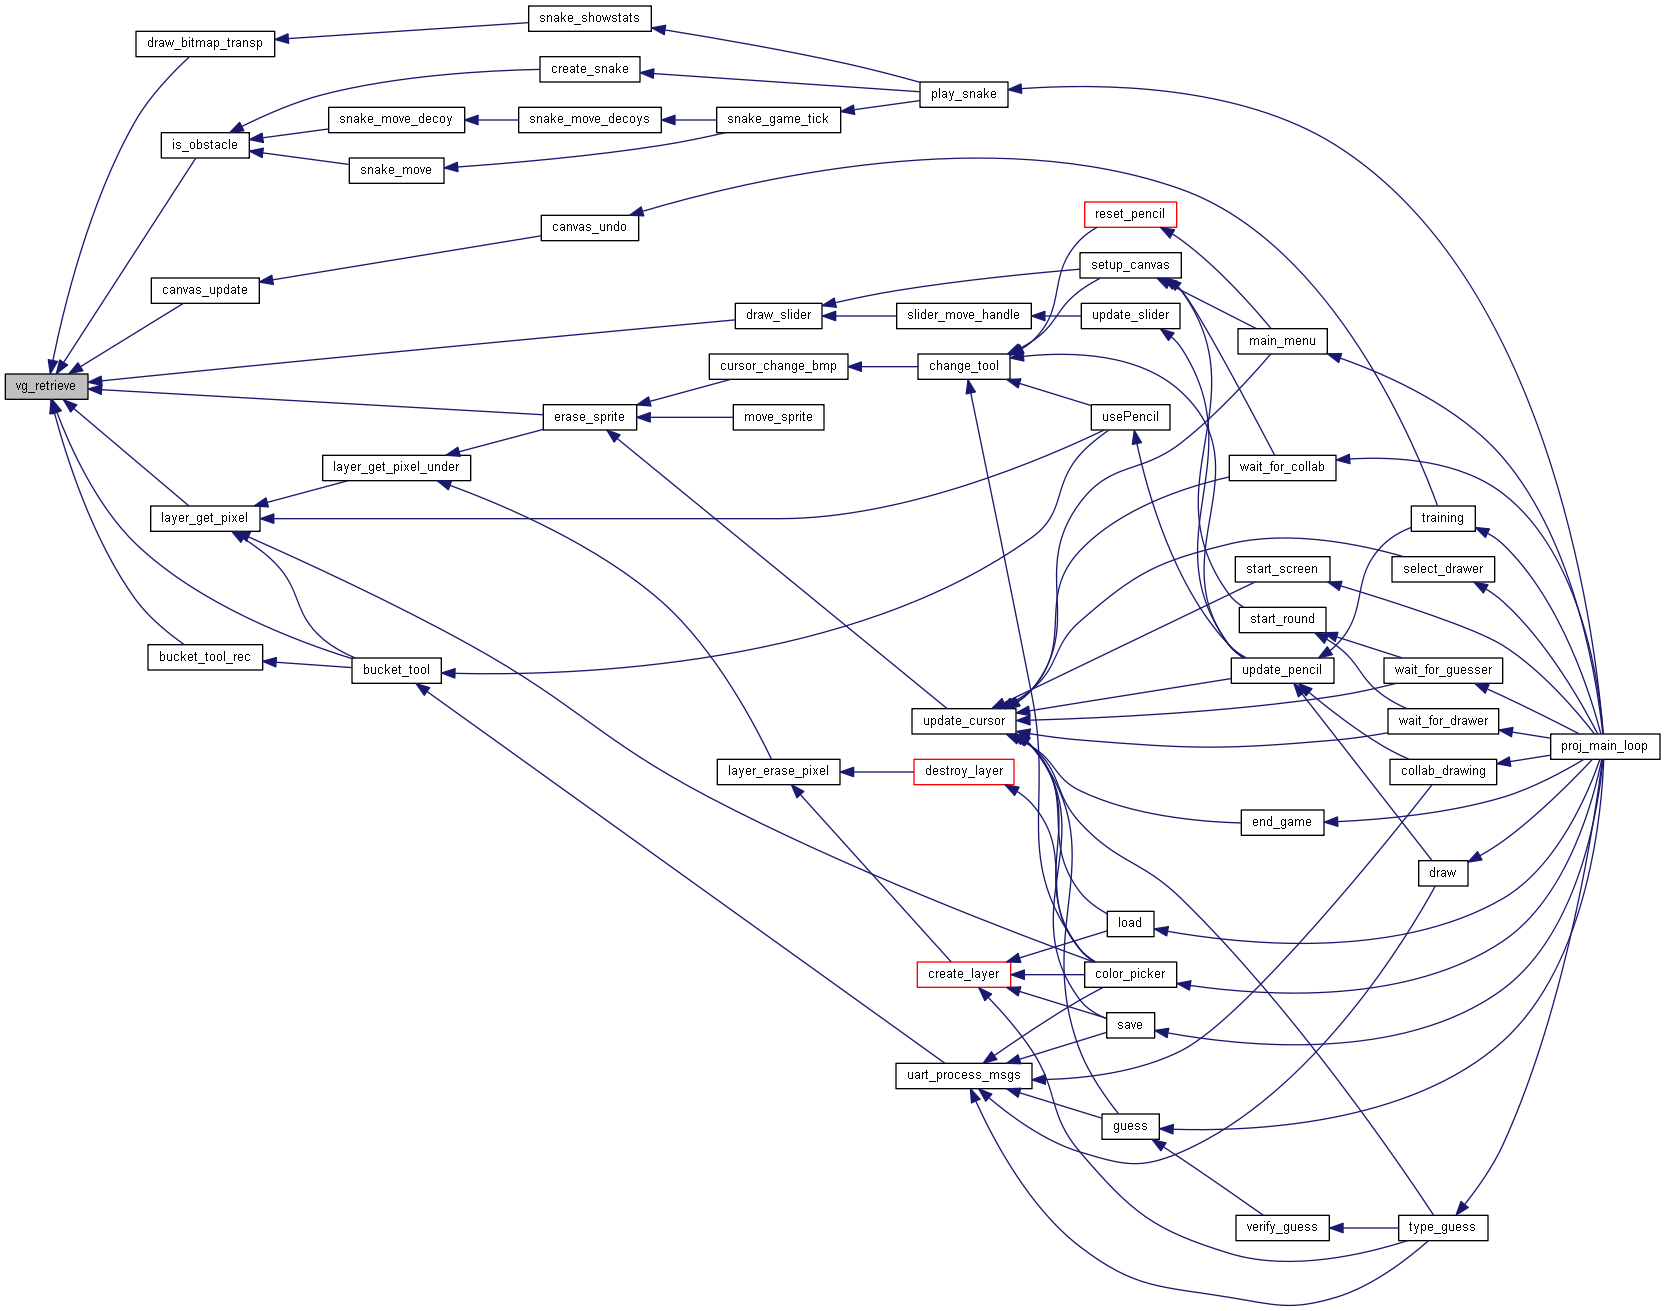 snake_showstats
draw_bitmap_transp
create_snake
play_snake
snake_move_decoy
snake_move_decoys
snake_game_tick
is_obstacle
snake_move
reset_pencil
canvas_undo
setup_canvas
canvas_update
draw_slider
slider_move_handle
update_slider
main_menu
cursor_change_bmp
change_tool
vg_retrieve
erase_sprite
move_sprite
usePencil
layer_get_pixel_under
wait_for_collab
layer_get_pixel
training
start_screen
select_drawer
start_round
bucket_tool_rec
bucket_tool
update_pencil
wait_for_guesser
update_cursor
wait_for_drawer
proj_main_loop
layer_erase_pixel
destroy_layer
collab_drawing
end_game
draw
load
create_layer
color_picker
save
uart_process_msgs
guess
verify_guess
type_guess